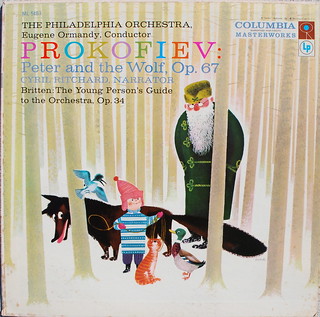 THE PHILADELPHIA ORCHESTRA,
Eugene Ormandy, Conductor
PROKOFIEV:
Peter and the Wolf, Op. 67
CYRIL RITCHARD, NARRATOR
Britten: The Young Person's Guide
to the Orchestra, Op. 34
COLUMBIA
MASTERWORKS
Lp